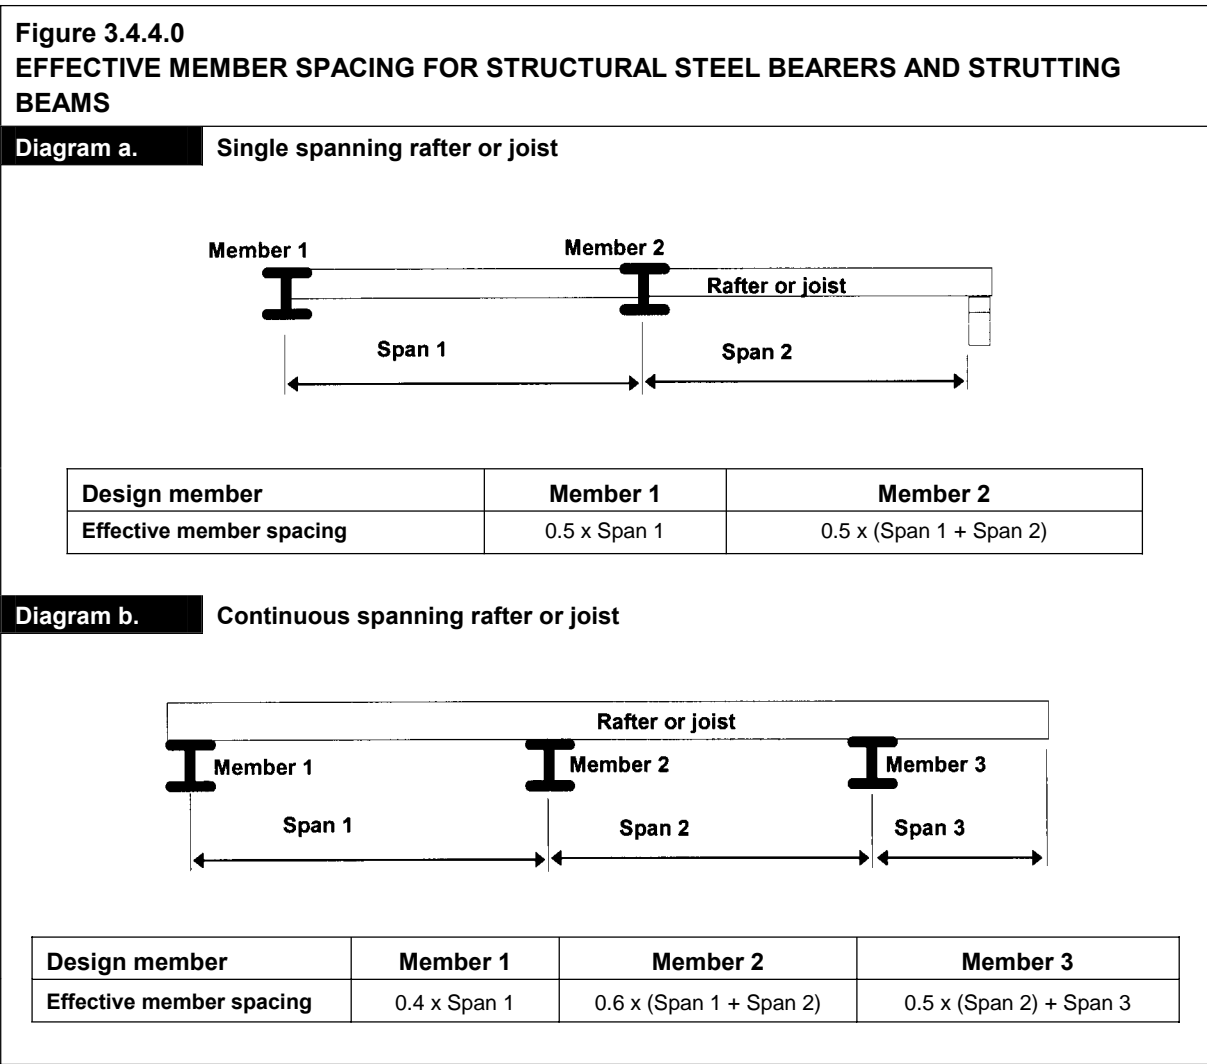 Figure 3.4.4.0
EFFECTIVE MEMBER SPACING FOR STRUCTURAL STEEL BEARERS AND STRUTTING
BEAMS
Diagram a. Single spanning rafter or joist
Member 1 Member 2
Rafter or joist
Span 1 Span 2
Design member Member 1 Member 2
Effective member spacing 0.5 x Span 1 0.5 x (Span 1 + Span 2)
Diagram b. Continuous spanning rafter or joist
Rafter or joist
Member 1 Member 2 Member 3
Span 1 Span 2 Span 3
Design member Member 1 Member 2 Member 3
Effective member spacing 0.4 x Span 1 0.6 x (Span 1 + Span 2) 0.5 x (Span 2) + Span 3